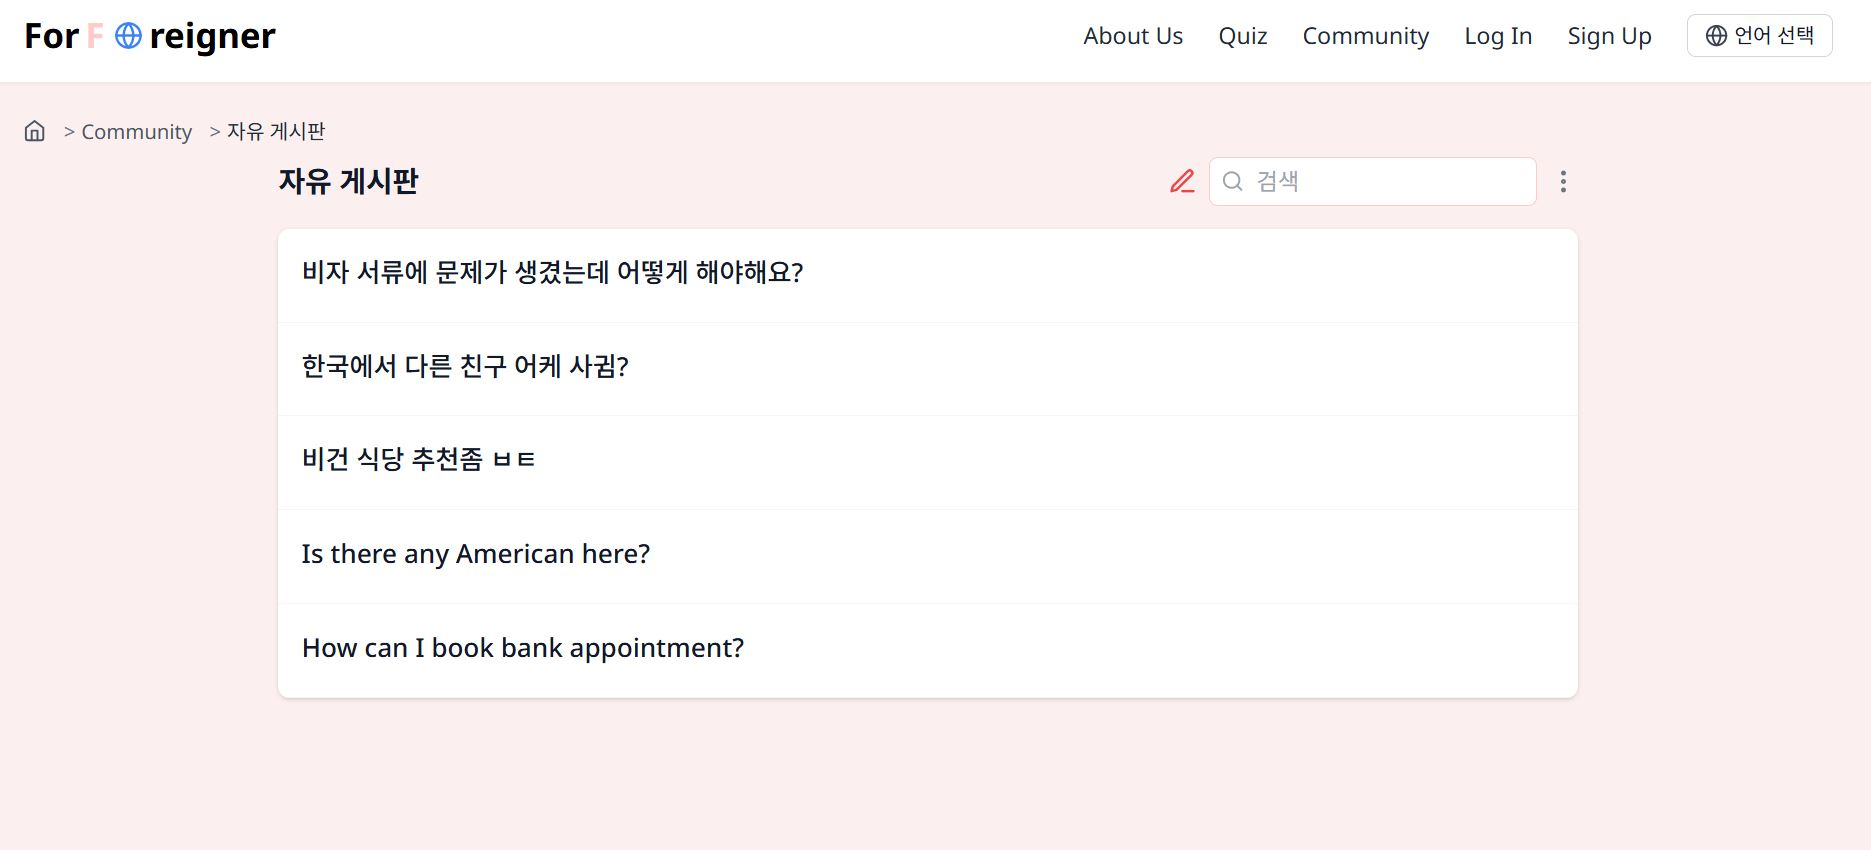 For F reigner
About Us
Quiz
Community
Log In
Sign Up
언어 선택
> Community > 자유 게시판
자유 게시판
검색
비자 서류에 문제가 생겼는데 어떻게 해야해요?
한국에서 다른 친구 어케 사귐?
비건 식당 추천좀 ㅂㅌ
Is there any American here?
How can I book bank appointment?